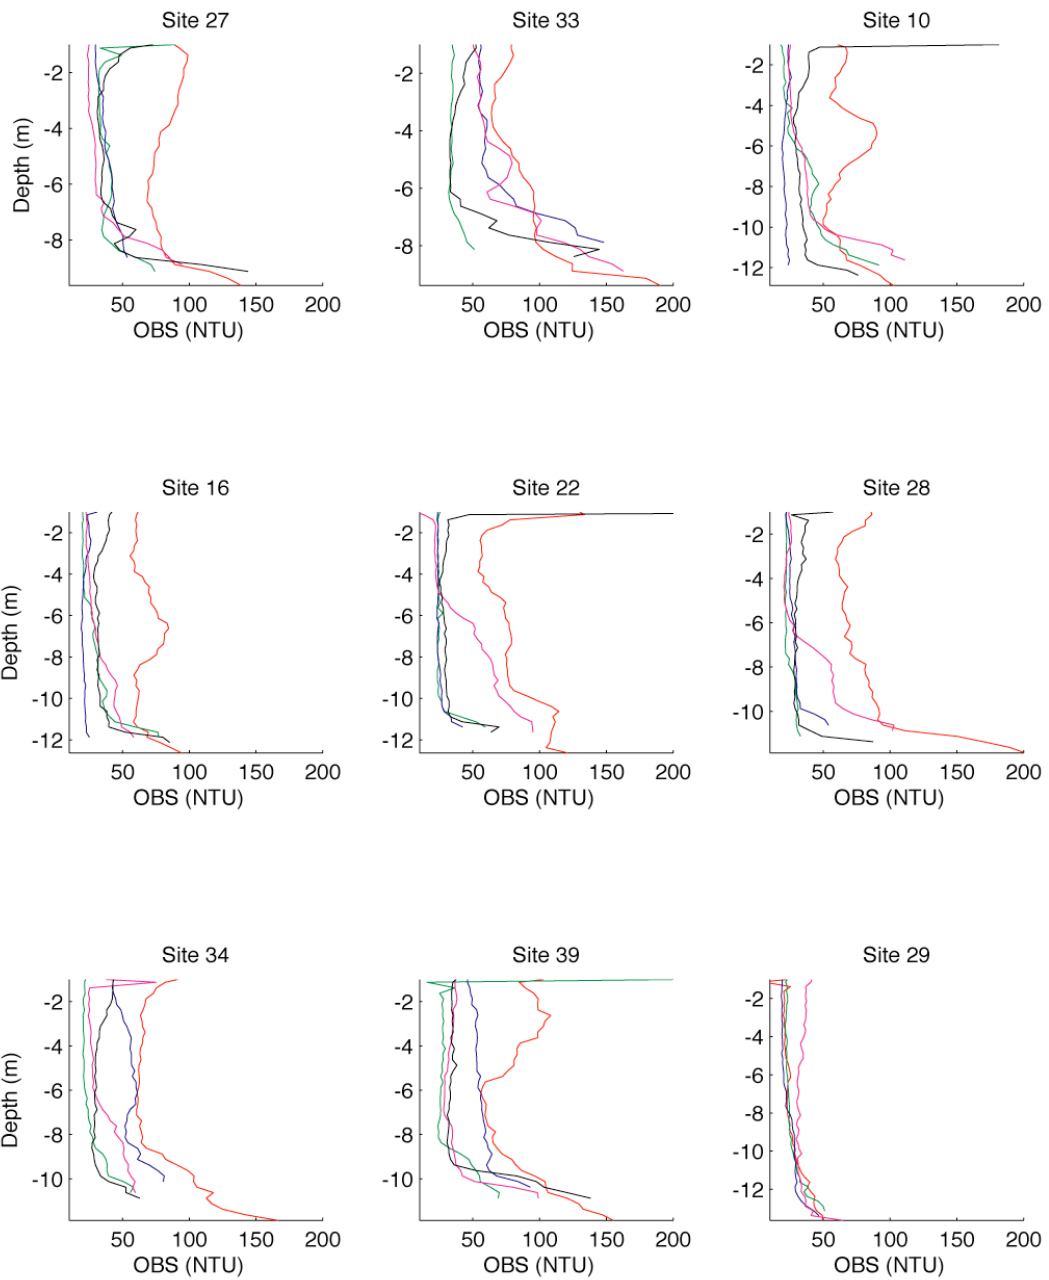 Site 27
Site 33
Site 10
-2
-4
-6
-8
Depth (m)
50 100 150 200
OBS (NTU)
-2
-4
-6
-8
50 100 150 200
OBS (NTU)
-2
-4
-6
-8
-10
-12
50 100 150 200
OBS (NTU)
Site 16
Site 22
Site 28
-2
-4
-6
-8
-10
-12
Depth (m)
50 100 150 200
OBS (NTU)
-2
-4
-6
-8
-10
-12
50 100 150 200
OBS (NTU)
-2
-4
-6
-8
-10
50 100 150 200
OBS (NTU)
Site 34
Site 39
Site 29
-2
-4
-6
-8
-10
Depth (m)
50 100 150 200
OBS (NTU)
-2
-4
-6
-8
-10
50 100 150 200
OBS (NTU)
-2
-4
-6
-8
-10
-12
50 100 150 200
OBS (NTU)